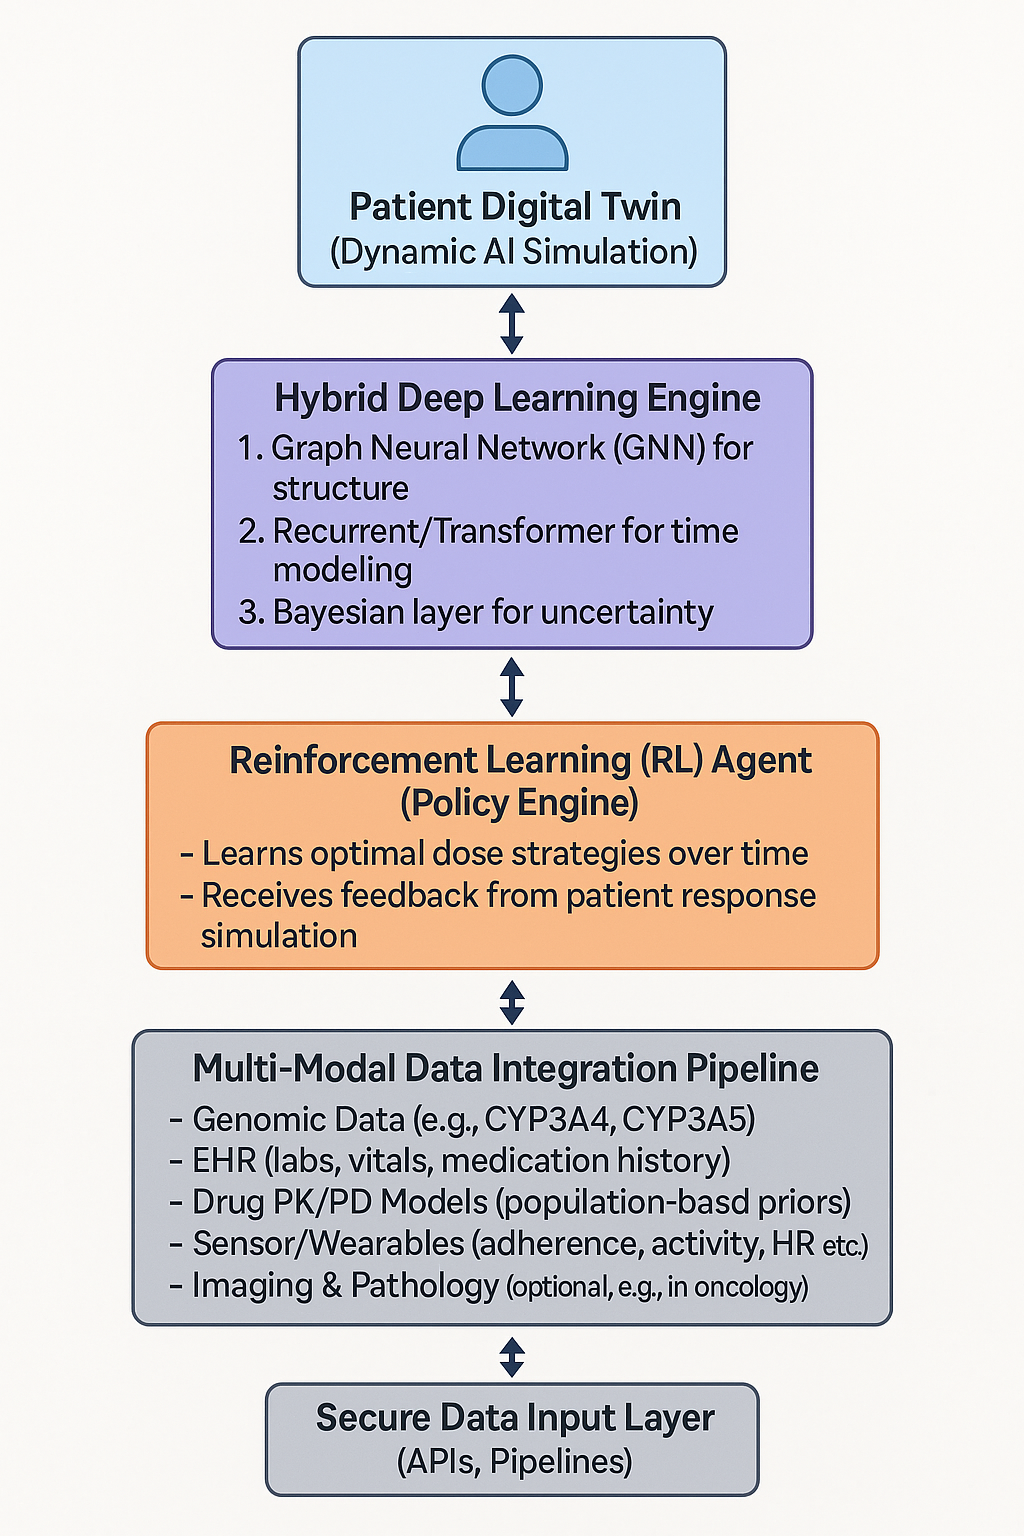 Patient Digital Twin
(Dynamic AI Simulation)
Hybrid Deep Learning Engine
1. Graph Neural Network (GNN) for
structure
2. Recurrent/Transformer for time
modeling
3. Bayesian layer for uncertainty
Reinforcement Learning (RL) Agent
(Policy Engine)
- Learns optimal dose strategies over time
- Receives feedback from patient response
simulation
Multi-Modal Data Integration Pipeline
- Genomic Data (e.g., CYP3A4, CYP3A5)
- EHR (labs, vitals, medication history)
- Drug PK/PD Models (population-basd priors)
- Sensor/Wearables (adherence, activity, HR etc.)
- Imaging & Pathology (optional, e.g., in oncology)
Secure Data Input Layer
(APIs, Pipelines)